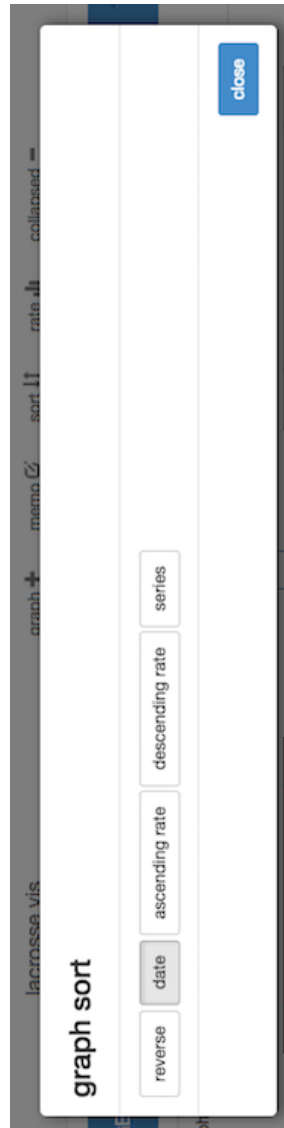 lacrosse vis graph memo sort rate collapsed
graph sort
reverse date ascending rate descending rate series
close